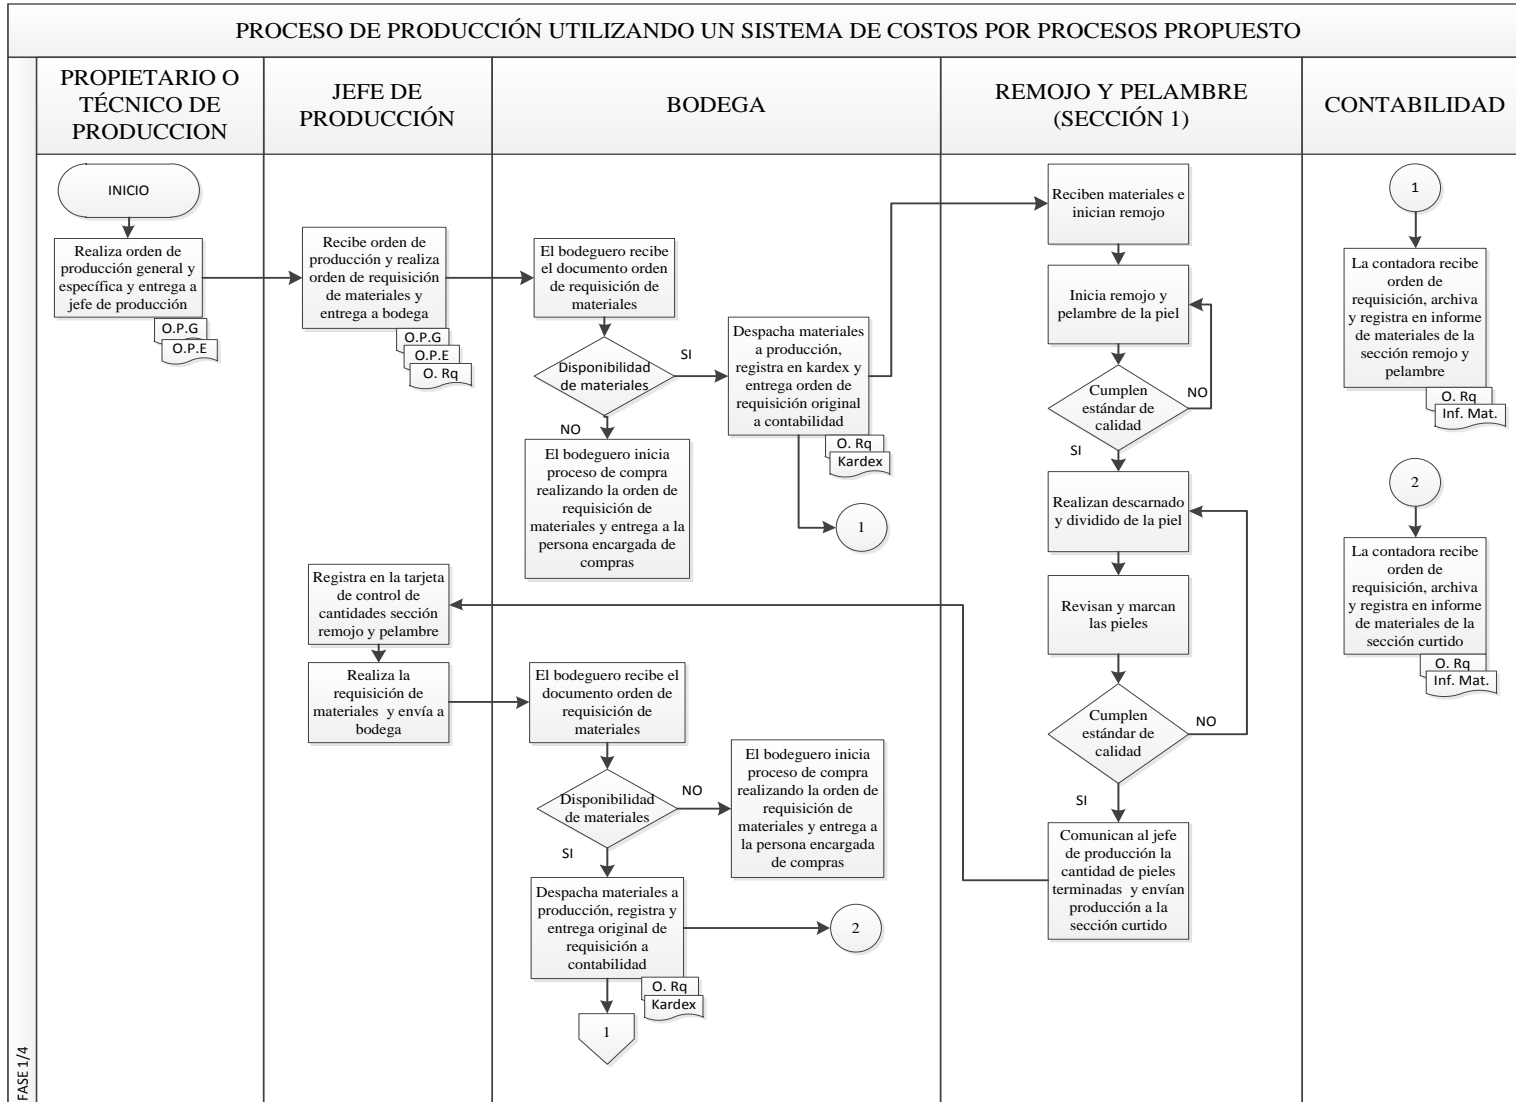 PROCESO DE PRODUCCIÓN UTILIZANDO UN SISTEMA DE COSTOS POR PROCESOS PROPUESTO
PROPIETARIO O
TÉCNICO DE
PRODUCCION
JEFE DE
PRODUCCIÓN
BODEGA
REMOJO Y PELAMBRE
(SECCIÓN 1)
CONTABILIDAD
INICIO
Realiza orden de
producción general y
específica y entrega a
jefe de producción
O.P.G
O.P.E
Recibe orden de
producción y realiza
orden de requisición
de materiales y
entrega a bodega
O.P.G
O.P.E
O. Rq
El bodeguero recibe
el documento orden
de requisición de
materiales
Disponibilidad
de materiales
SI
NO
Despacha materiales
a producción,
registra en kardex y
entrega orden de
requisición original
a contabilidad
O. Rq
Kardex
1
El bodeguero inicia
proceso de compra
realizando la orden de
requisición de
materiales y entrega a la
persona encargada de
compras
Reciben materiales e
inician remojo
Inicia remojo y
pelambre de la piel
Cumplen
estándar de
calidad
NO
SI
Realizan descarnado
y dividido de la piel
Revisan y marcan
las pieles
Cumplen
estándar de
calidad
NO
SI
Comunican al jefe
de producción la
cantidad de pieles
terminadas y envían
producción a la
sección curtido
Registra en la tarjeta
de control de
cantidades sección
remojo y pelambre
Realiza la
requisición de
materiales y envía a
bodega
El bodeguero recibe el
documento orden de
requisición de
materiales
Disponibilidad
de materiales
NO
SI
El bodeguero inicia
proceso de compra
realizando la orden de
requisición de
materiales y entrega a
la persona encargada
de compras
Despacha materiales a
producción, registra y
entrega original de
requisición a
contabilidad
O. Rq
Kardex
2
1
1
La contadora recibe
orden de
requisición, archiva
y registra en informe
de materiales de la
sección remojo y
pelambre
O. Rq
Inf. Mat.
2
La contadora recibe
orden de
requisición, archiva
y registra en informe
de materiales de la
sección curtido
O. Rq
Inf. Mat.
FASE 1/4